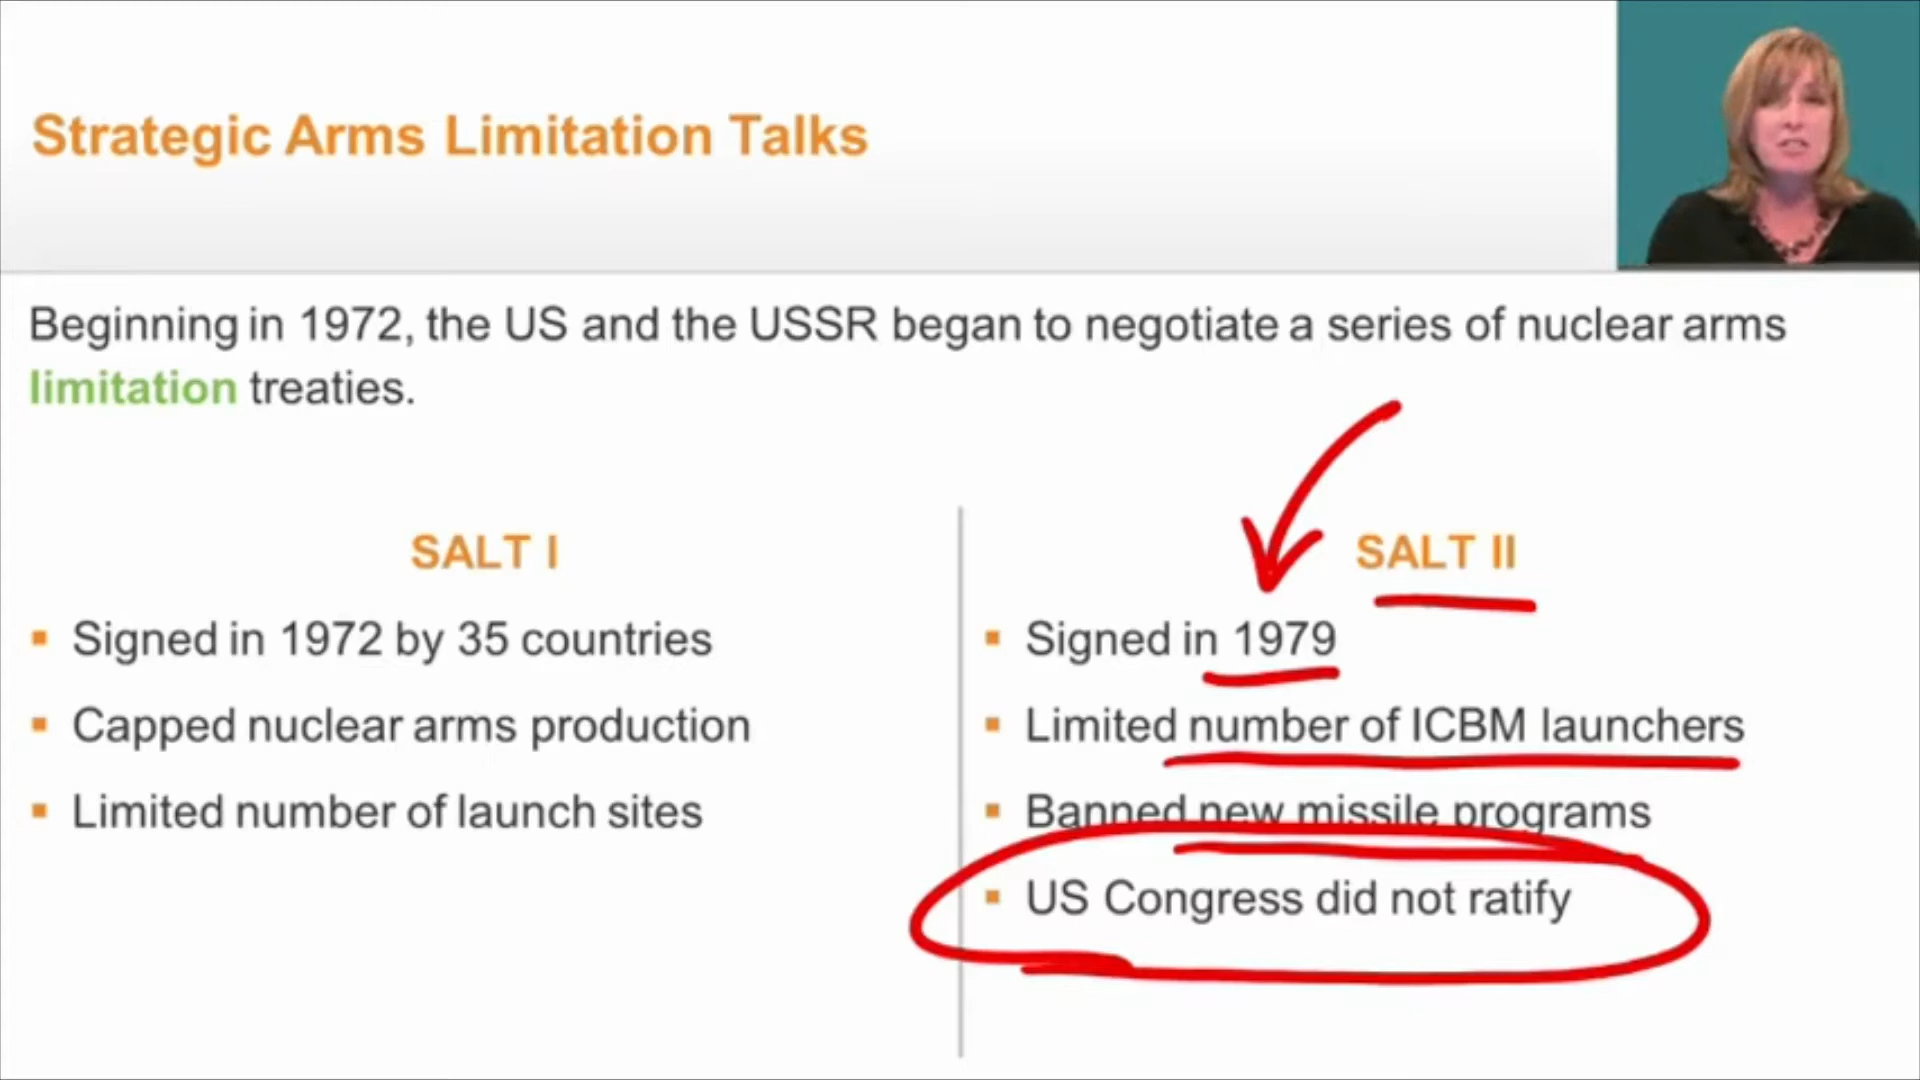 Strategic Arms Limitation Talks
Beginning in 1972, the US and the USSR began to negotiate a series of nuclear arms
limitation treaties.
SALT I
Signed in 1972 by 35 countries
Capped nuclear arms production
Limited number of launch sites
SALT II
Signed in 1979
Limited number of ICBM launchers
Banned new missile programs
US Congress did not ratify